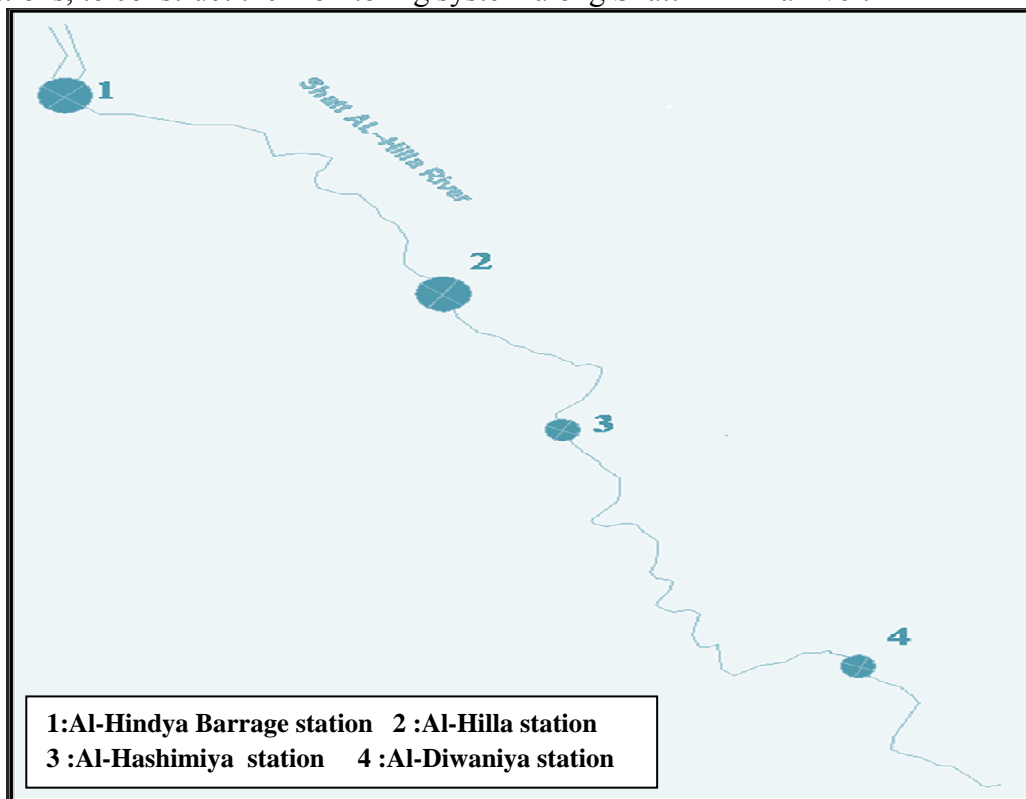 1
Shatt AL-Hilla River
2
3
4
1:Al-Hindya Barrage station 2 :Al-Hilla station
3 :Al-Hashimiya station 4 :Al-Diwaniya station